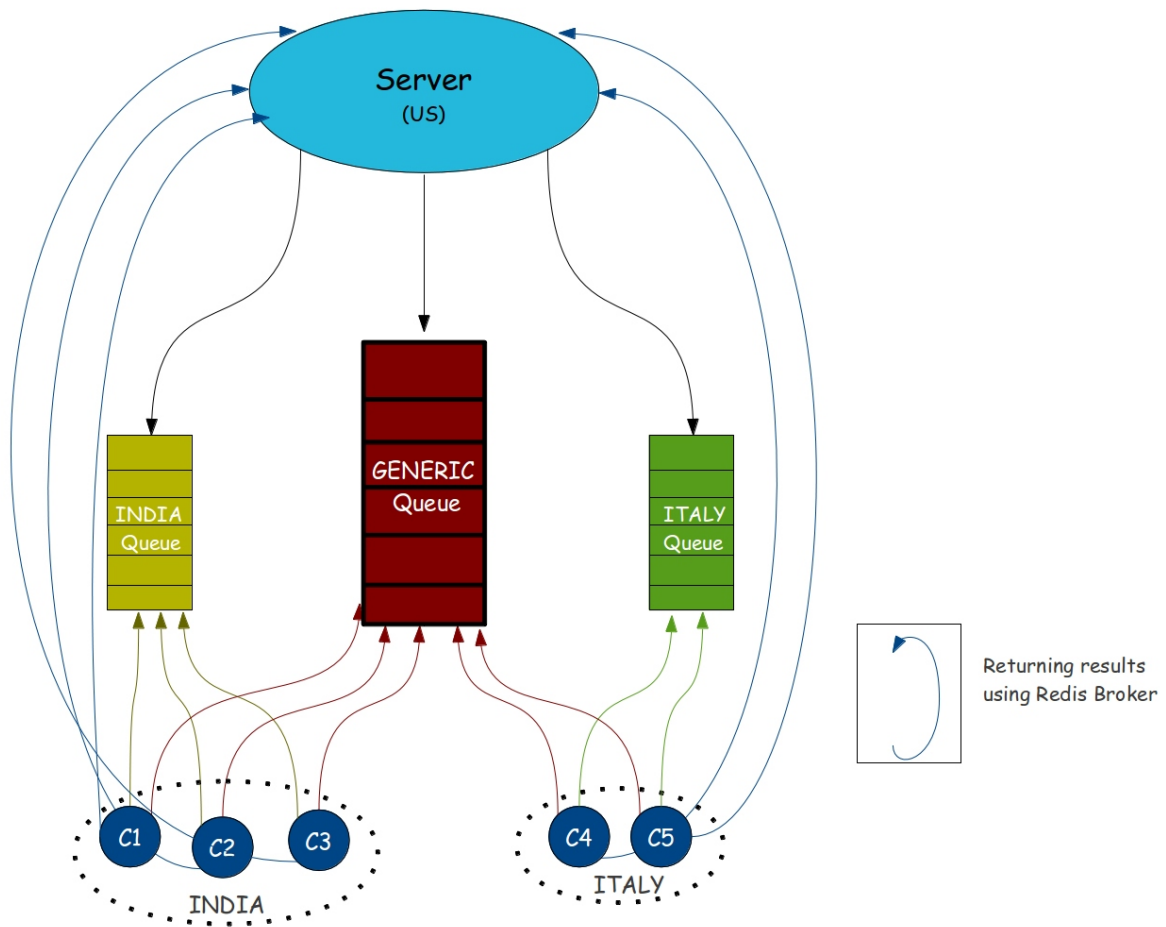 Server
(US)
GENERIC
Queue
INDIA
Queue
ITALY
Queue
Returning results
using Redis Broker
C1
C2
C3
C4
C5
INDIA
ITALY